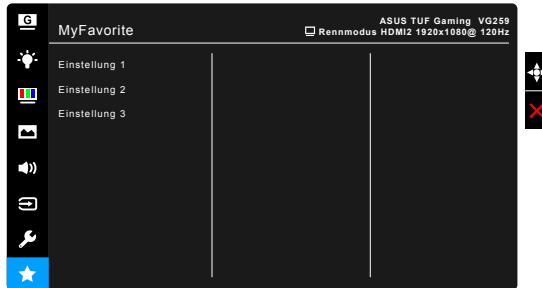 G
MyFavorite
ASUS TUF Gaming VG259
Rennmodus HDMI2 1920x1080@ 120Hz
Einstellung 1
Einstellung 2
Einstellung 3